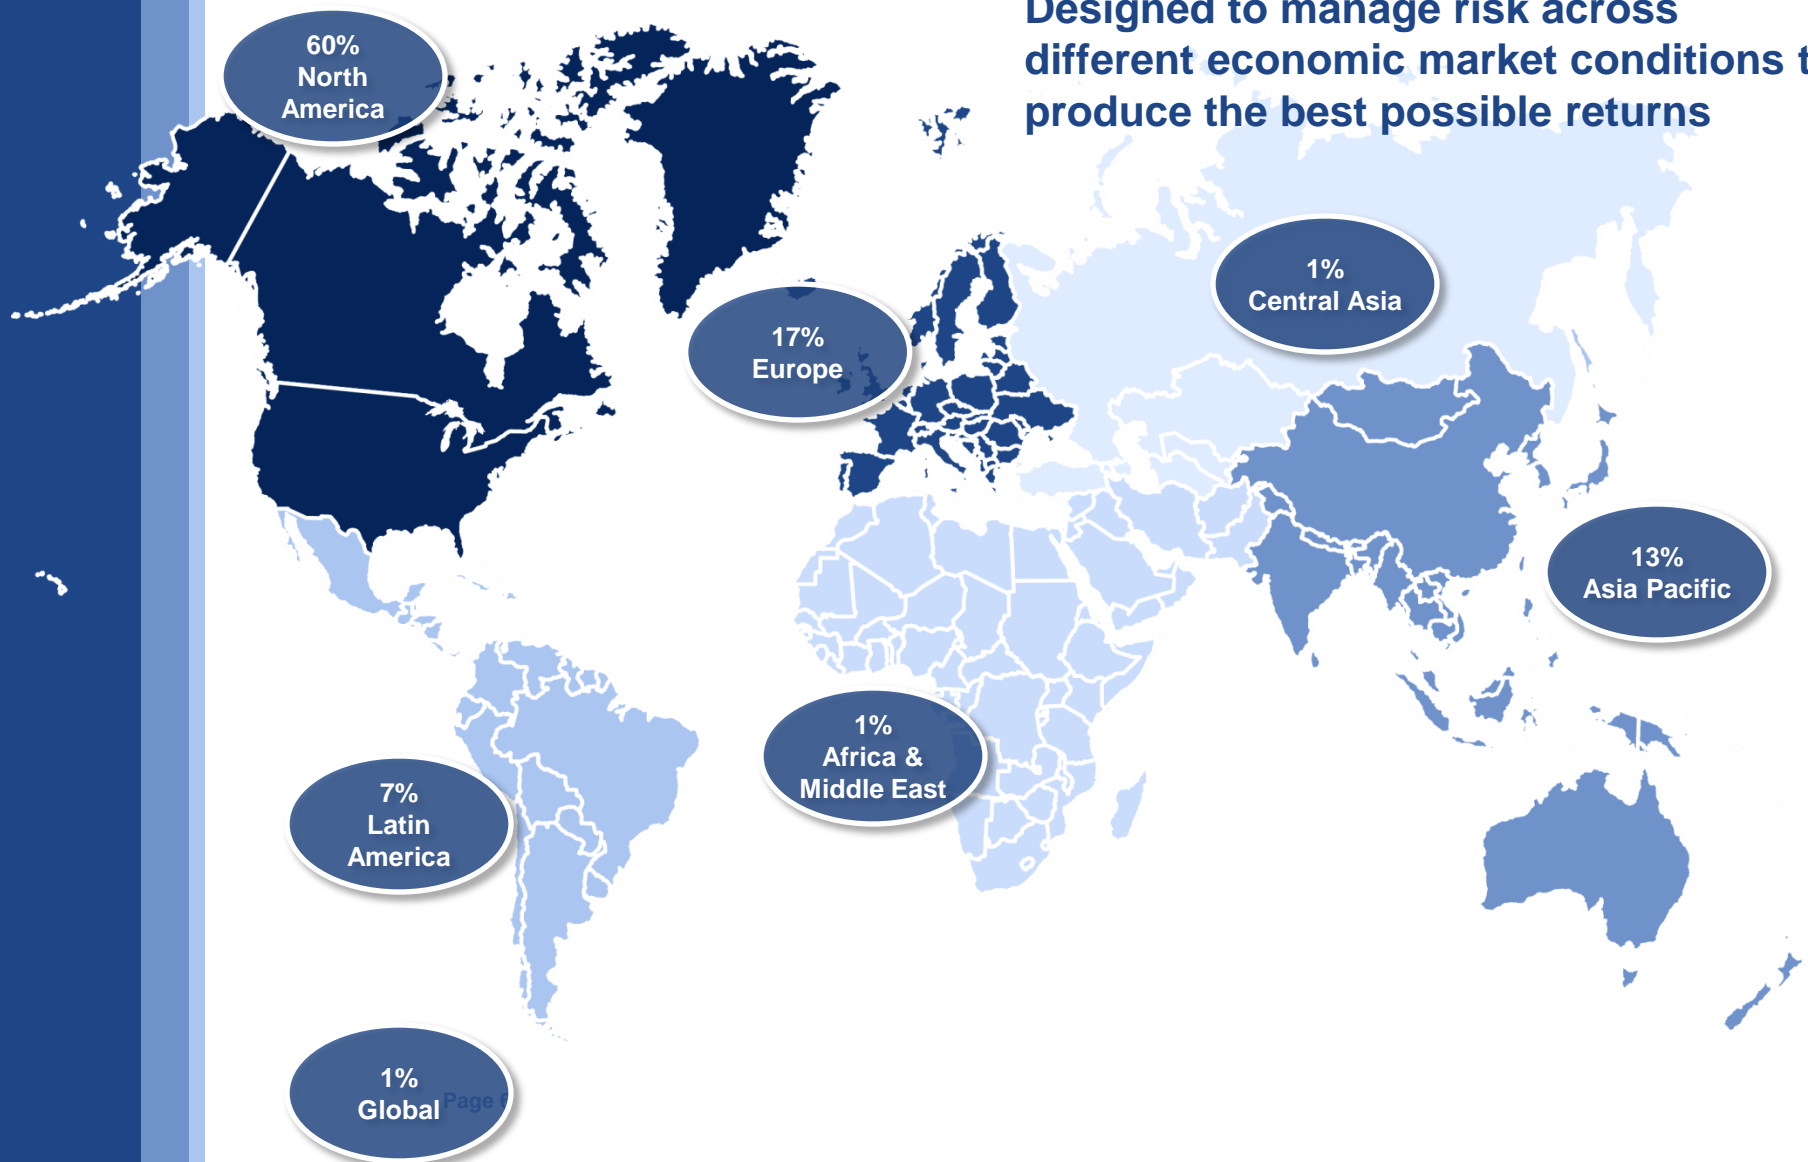 Designed to manage risk across
different economic market conditions t
produce the best possible returns
60%
North
America
1%
Central Asia
17%
Europe
13%
Asia Pacific
1%
Africa &
Middle East
7%
Latin
America
1%
Global
Page 6